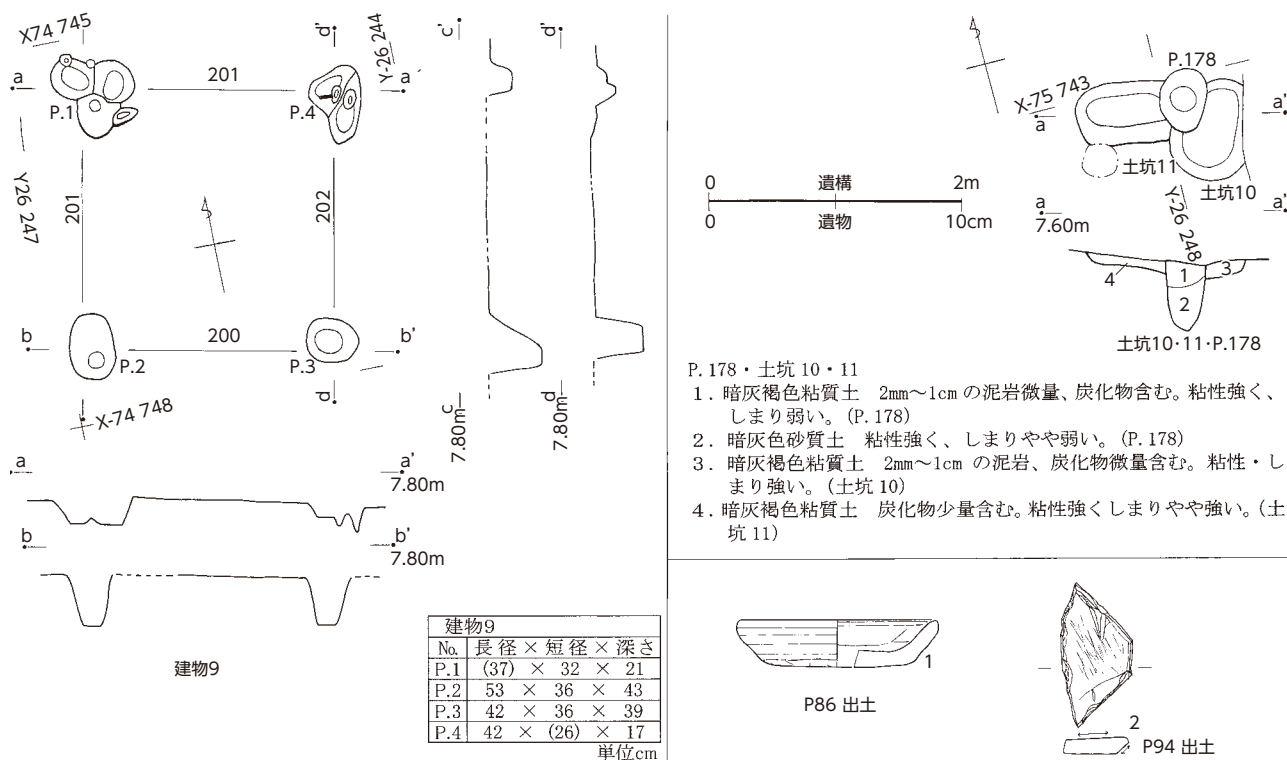 X74 745
d'
Y-26 244
a
201
a'
P.1
P.4
Y26 247
201
202
b
200
b'
P.2
P.3
d
X-74 748
a
a'
7.80m
b
b'
7.80m
建物9
c'
d'
c
7.80m
d
7.80m
建物9
No. 長径×短径×深さ
P.1 (37) × 32 × 21
P.2 53 × 36 × 43
P.3 42 × 36 × 39
P.4 42 × (26) × 17
単位cm
0 遺構 2m
0 遺物 10cm
P.178
X-75 743
a
a'
土坑11
土坑10
Y-26 248
a
a'
7.60m
4
1
3
2
土坑10・11・P.178
P.178・土坑 10・11
1．暗灰褐色粘質土　2mm～1cm の泥岩微量、炭化物含む。粘性強く、
しまり弱い。(P.178)
2．暗灰色砂質土　粘性強く、しまりやや弱い。(P.178)
3．暗灰褐色粘質土　2mm～1cm の泥岩、炭化物微量含む。粘性・し
まり強い。(土坑 10)
4．暗灰褐色粘質土　炭化物少量含む。粘性強くしまりやや強い。(土
坑 11)
1
P86 出土
2
P94 出土